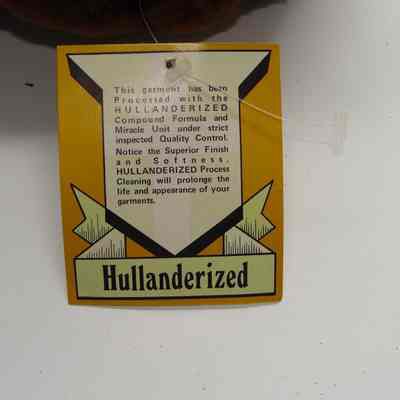 This garment has been
Processed with the
HULLANDERIZED
Compound Formula and
Miracle Unit under strict
inspected Quality Control.
Notice the Superior Finish
and Softness.
HULLANDERIZED Process
Cleaning will prolonge the
life and appearance of your
garments.
Hullanderized